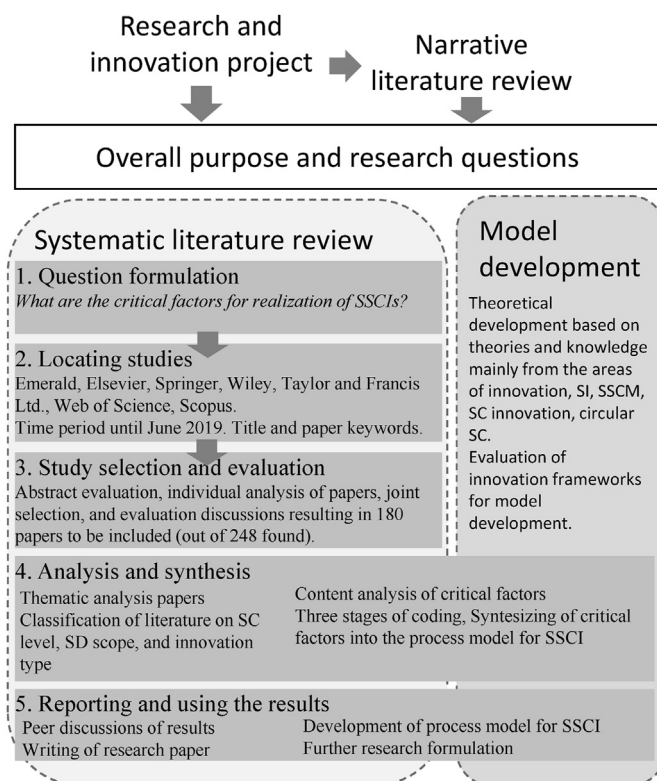 Research and
innovation project
Narrative
literature review
Overall purpose and research questions
Systematic literature review
1. Question formulation
What are the critical factors for realization of SSCIs?
2. Locating studies
Emerald, Elsevier, Springer, Wiley, Taylor and Francis
Ltd., Web of Science, Scopus.
Time period until June 2019. Title and paper keywords.
3. Study selection and evaluation
Abstract evaluation, individual analysis of papers, joint
selection, and evaluation discussions resulting in 180
papers to be included (out of 248 found).
Model
development
Theoretical
development based on
theories and knowledge
mainly from the areas
of innovation, SI, SSCM,
SC innovation, circular
SC.
Evaluation of
innovation frameworks
for model
development.
4. Analysis and synthesis
Thematic analysis papers
Classification of literature on SC
level, SD scope, and innovation
type
Content analysis of critical factors
Three stages of coding, Syntesizing of critical
factors into the process model for SSCI
5. Reporting and using the results
Peer discussions of results
Writing of research paper
Development of process model for SSCI
Further research formulation